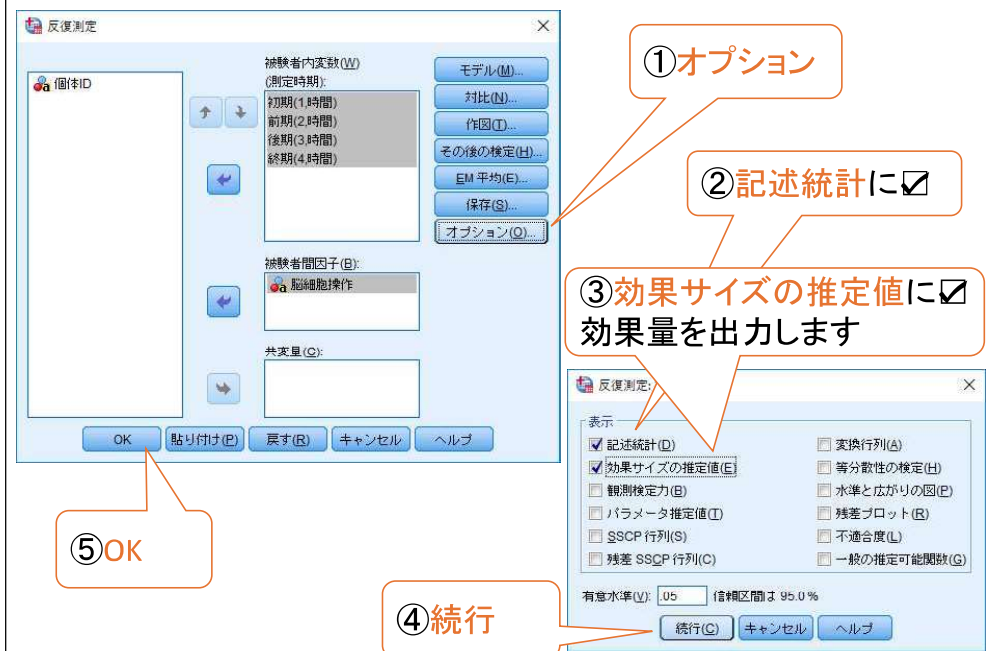 反復測定
個体ID
被験者内変数(W)
(測定時期):
初期(1,時間)
前期(2,時間)
後期(3,時間)
終期(4,時間)
モデル(M)...
対比(N)...
作図(T)...
その後の検定(H)...
EM 平均(E)...
保存(S)...
オプション(O)...
被験者間因子(B):
脳細胞操作
共変量(C):
OK 貼り付け(P) 戻す(R) キャンセル ヘルプ
①オプション
②記述統計に☑
③効果サイズの推定値に☑
効果量を出力します
反復測定:
表示
記述統計(D) 変換行列(A)
効果サイズの推定値(E) 等分散性の検定(H)
観測検定力(B) 水準と広がりの図(P)
パラメータ推定値(T) 残差プロット(R)
SSCP 行列(S) 不適合度(L)
残差 SSCP 行列(C) 一般の推定可能関数(G)
有意水準(V): .05 信頼区間は 95.0 %
続行(C) キャンセル ヘルプ
④続行
⑤OK